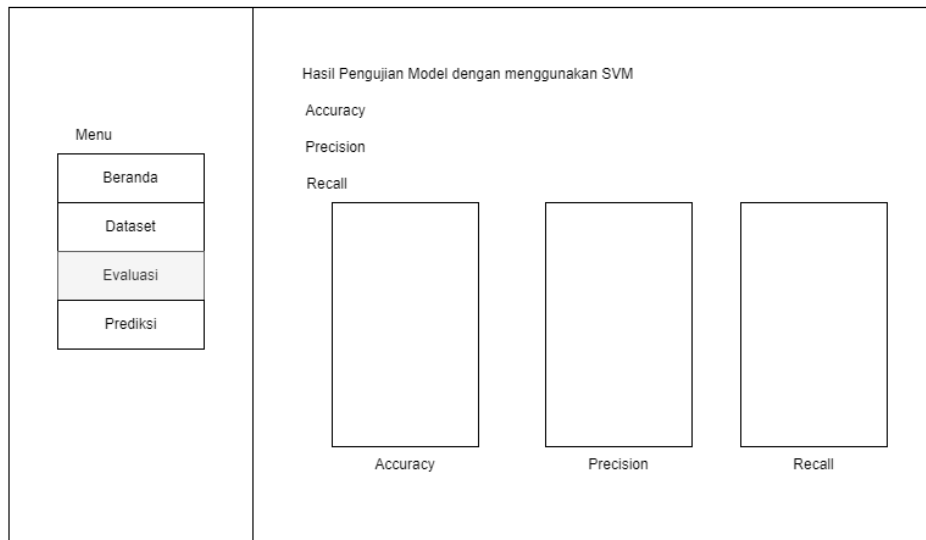 Menu
Beranda
Dataset
Evaluasi
Prediksi
Hasil Pengujian Model dengan menggunakan SVM
Accuracy
Precision
Recall
Accuracy
Precision
Recall